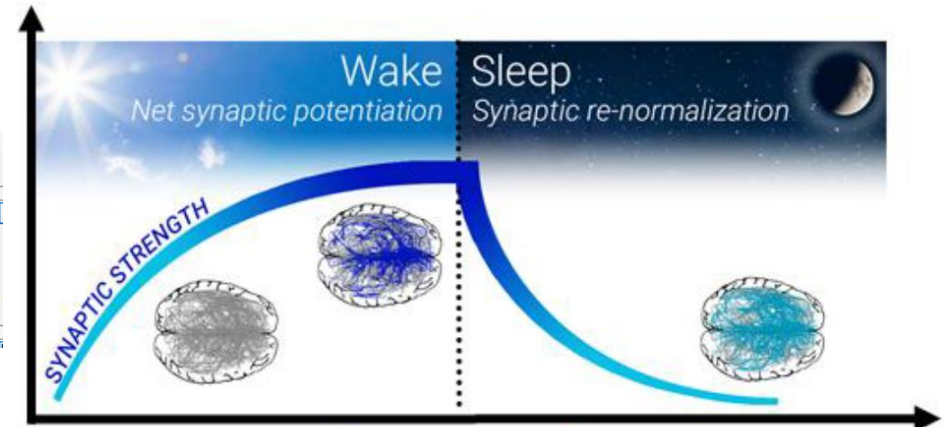 Wake
Net synaptic potentiation
Sleep
Synaptic re-normalization
SYNAPTIC STRENGTH